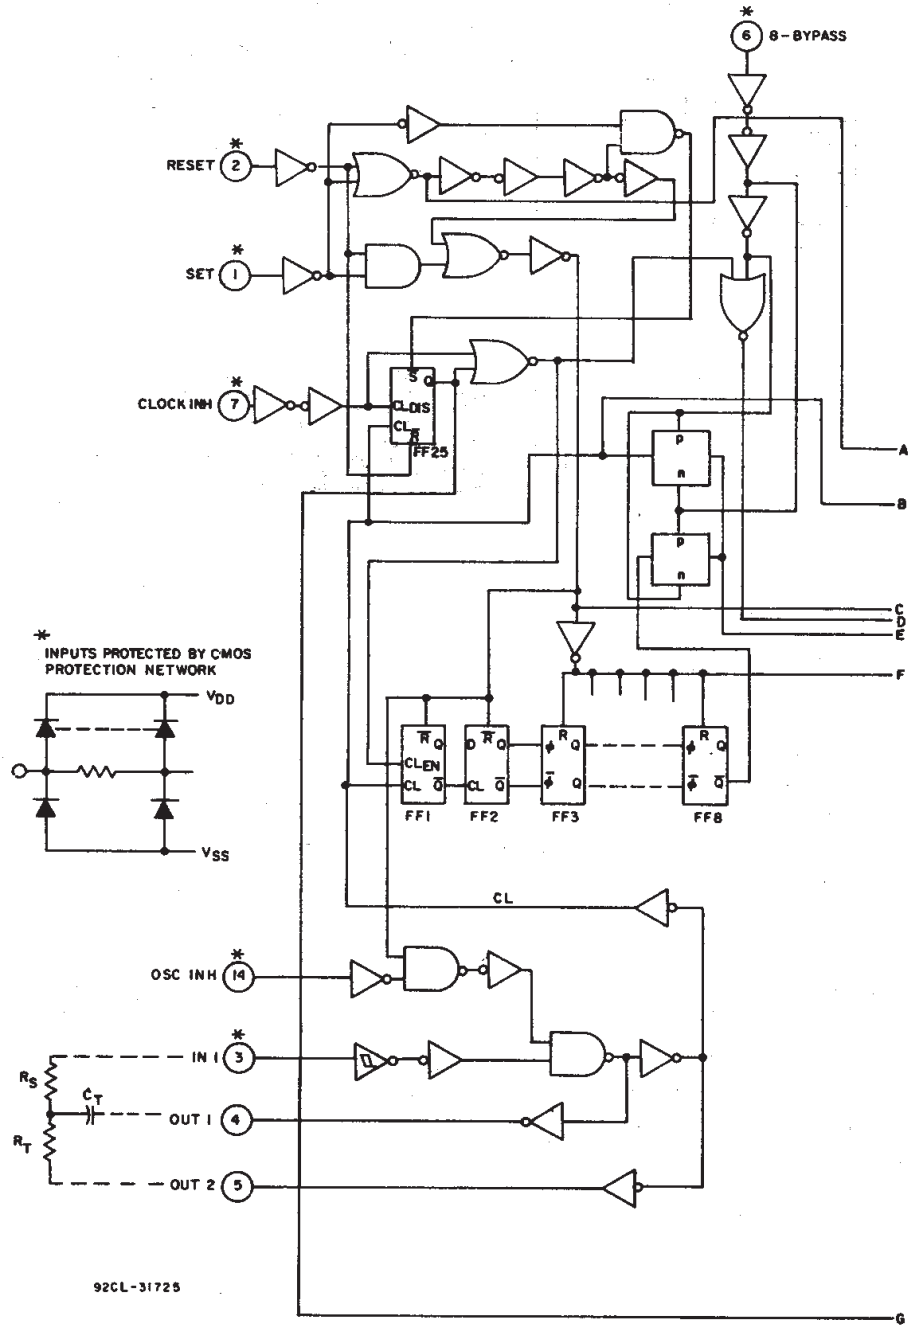 *
6 8-BYPASS
*
RESET 2
*
SET 1
*
CLOCK INH 7
S̅ Q
CL DIS
CL
R̅
FF25
p
n
p
n
A
B
C
D
E
F
*
INPUTS PROTECTED BY CMOS
PROTECTION NETWORK
VDD
VSS
R̅ Q
CL EN
CL Q̅
FF1
D R̅ Q
CL Q̅
FF2
R
ϕ Q
ϕ̅ Q
FF3
R
ϕ Q
ϕ̅ Q̅
FF8
CL
*
OSC INH 14
*
IN 1 3
RS
CT
OUT 1 4
RT
OUT 2 5
92CL-31725
G